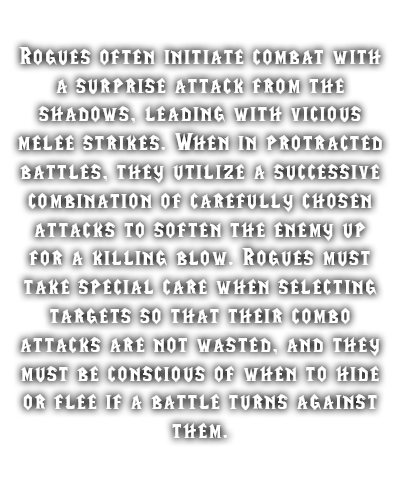 Rogues often initiate combat with
a surprise attack from the
shadows, leading with vicious
melee strikes. When in protracted
battles, they utilize a successive
combination of carefully chosen
attacks to soften the enemy up
for a killing blow. Rogues must
take special care when selecting
targets so that their combo
attacks are not wasted, and they
must be conscious of when to hide
or flee if a battle turns against
them.